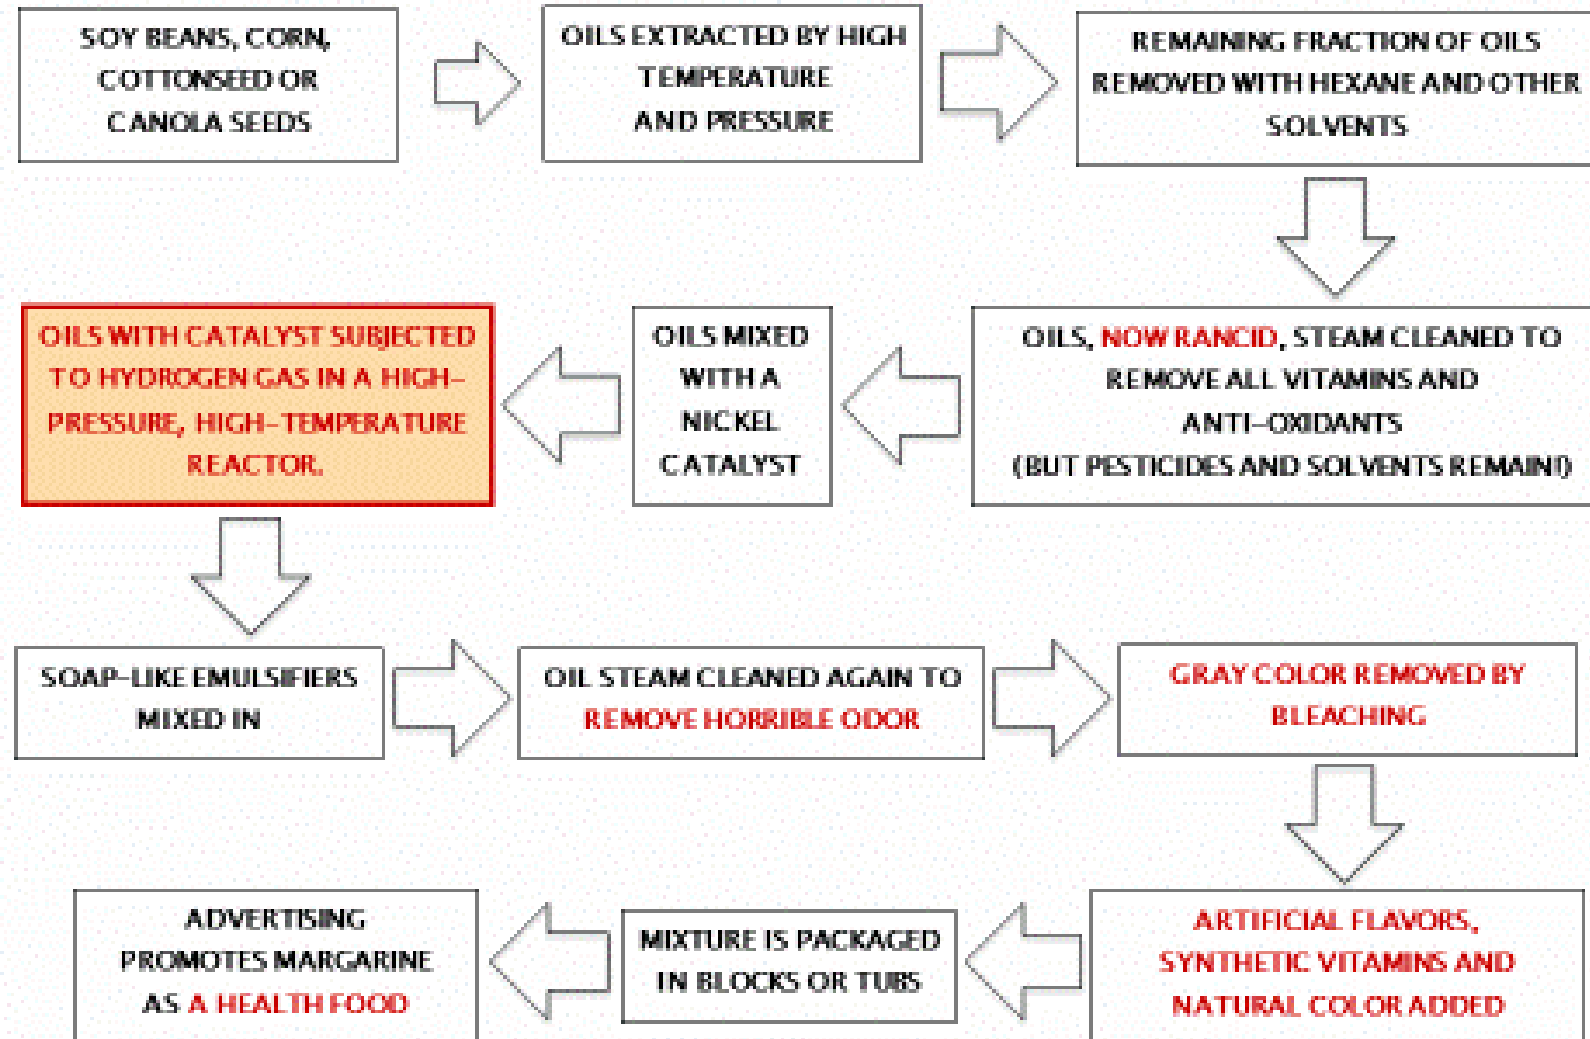 SOY BEANS, CORN,
COTTONSEED OR
CANOLA SEEDS
OILS EXTRACTED BY HIGH
TEMPERATURE
AND PRESSURE
REMAINING FRACTION OF OILS
REMOVED WITH HEXANE AND OTHER
SOLVENTS
OILS, NOW RANCID, STEAM CLEANED TO
REMOVE ALL VITAMINS AND
ANTI-OXIDANTS
(BUT PESTICIDES AND SOLVENTS REMAIN!)
OILS MIXED
WITH A
NICKEL
CATALYST
OILS WITH CATALYST SUBJECTED
TO HYDROGEN GAS IN A HIGH-
PRESSURE, HIGH-TEMPERATURE
REACTOR.
SOAP-LIKE EMULSIFIERS
MIXED IN
OIL STEAM CLEANED AGAIN TO
REMOVE HORRIBLE ODOR
GRAY COLOR REMOVED BY
BLEACHING
ARTIFICIAL FLAVORS,
SYNTHETIC VITAMINS AND
NATURAL COLOR ADDED
MIXTURE IS PACKAGED
IN BLOCKS OR TUBS
ADVERTISING
PROMOTES MARGARINE
AS A HEALTH FOOD